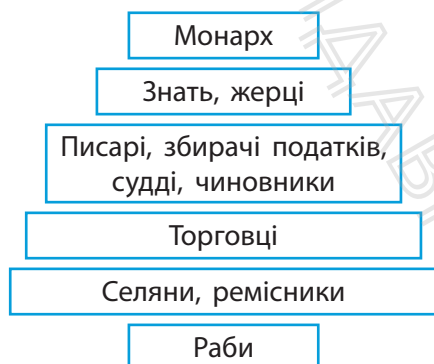 Монарх
Знать, жерці
Писарі, збирачі податків,
судді, чиновники
Торговці
Селяни, ремісники
Раби